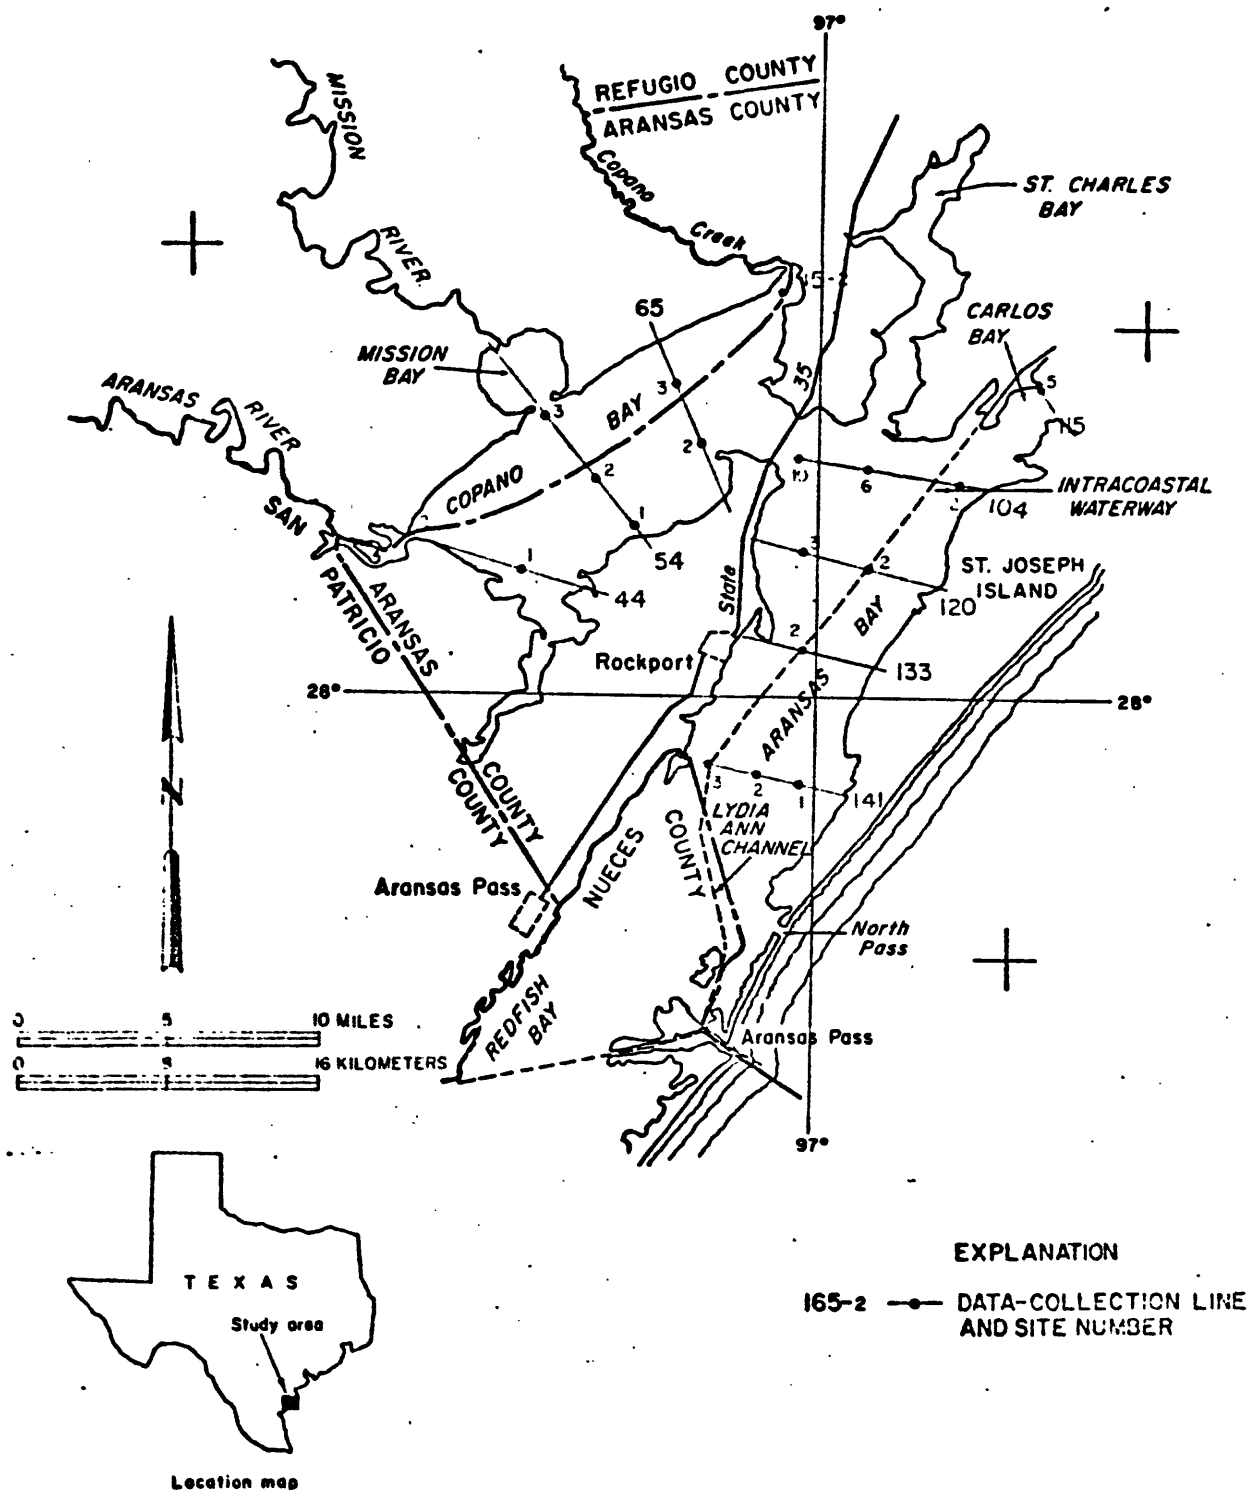 97°
REFUGIO COUNTY
ARANSAS COUNTY
MISSION
RIVER
Copano
Creek
ST. CHARLES
BAY
65
CARLOS
BAY
MISSION
BAY
35
5
3
115
ARANSAS
RIVER
3
BAY
2
10
6
2
COPANO
INTRACOASTAL
WATERWAY
2
104
SAN
PATRICIO
1
54
3
2
ST. JOSEPH
ISLAND
1
44
ARANSAS
State
120
BAY
2
Rockport
133
28°
28°
ARANSAS
COUNTY
COUNTY
3
2
1
141
LYDIA
ANN
CHANNEL
COUNTY
NUECES
Aransas Pass
North
Pass
N
REDFISH
BAY
0 5 10 MILES
0 8 16 KILOMETERS
Aransas Pass
97°
TEXAS
Study area
Location map
EXPLANATION
165-2 DATA-COLLECTION LINE
AND SITE NUMBER